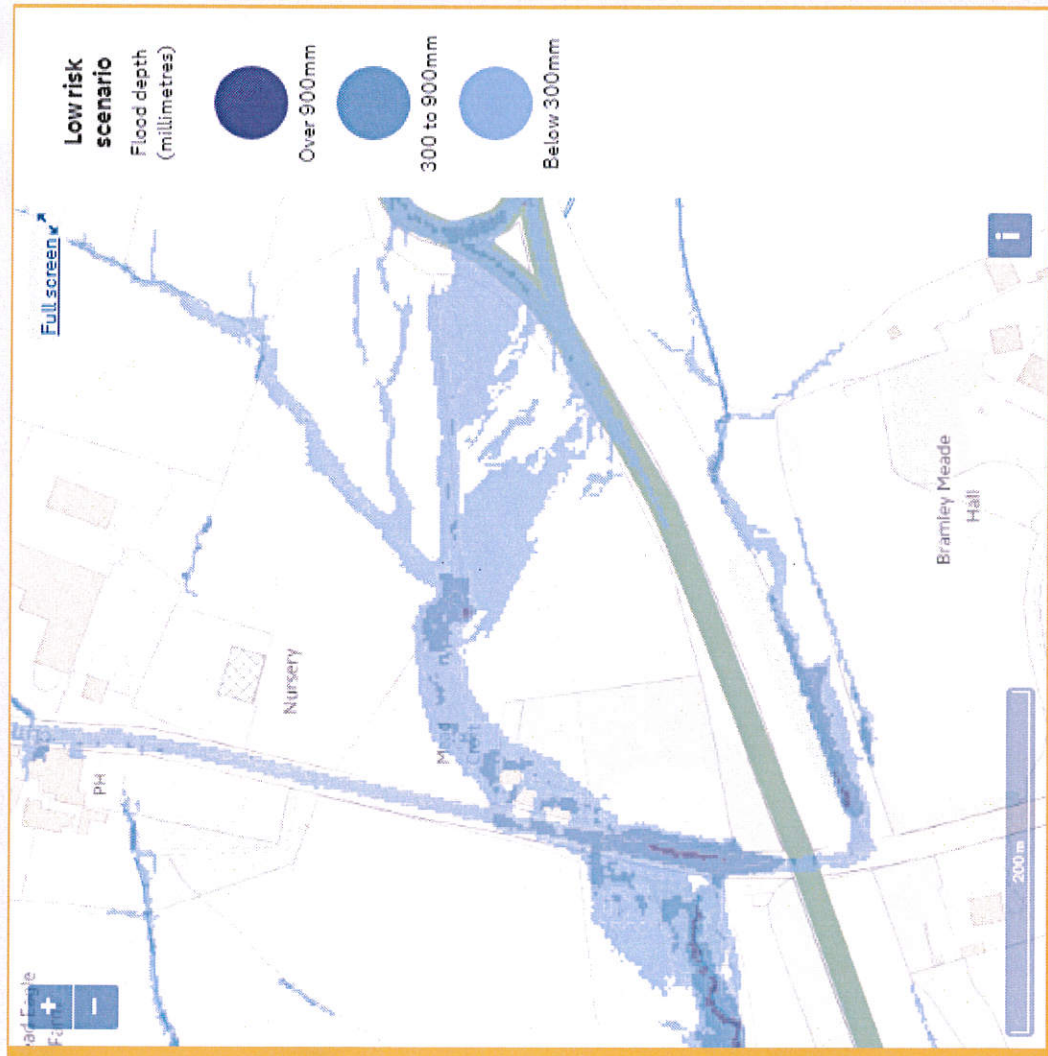 Full screen
Low risk
scenario
Flood depth
(millimetres)
Over 900mm
300 to 900mm
Below 300mm
+
−
Farm
PH
Nursery
Bramley Meade
Hall
200 m
i